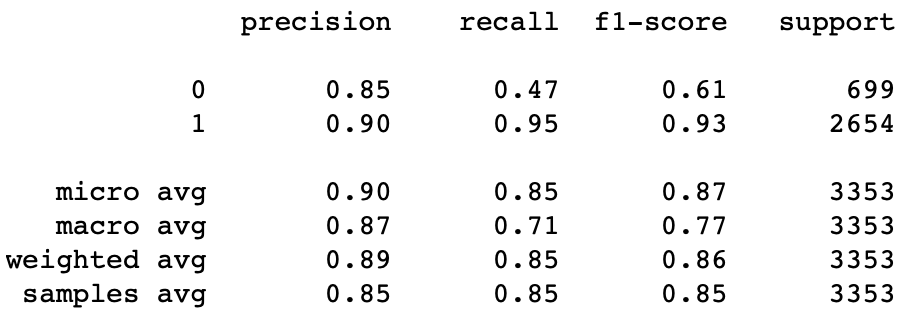 precision recall f1-score support
0 0.85 0.47 0.61 699
1 0.90 0.95 0.93 2654
micro avg 0.90 0.85 0.87 3353
macro avg 0.87 0.71 0.77 3353
weighted avg 0.89 0.85 0.86 3353
samples avg 0.85 0.85 0.85 3353